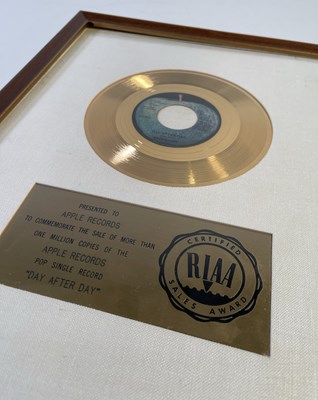 PRESENTED TO
APPLE RECORDS
TO COMMEMORATE THE SALE OF MORE THAN
ONE MILLION COPIES OF THE
APPLE RECORDS
POP SINGLE RECORD
"DAY AFTER DAY"
CERTIFIED
RIAA
SALES AWARD